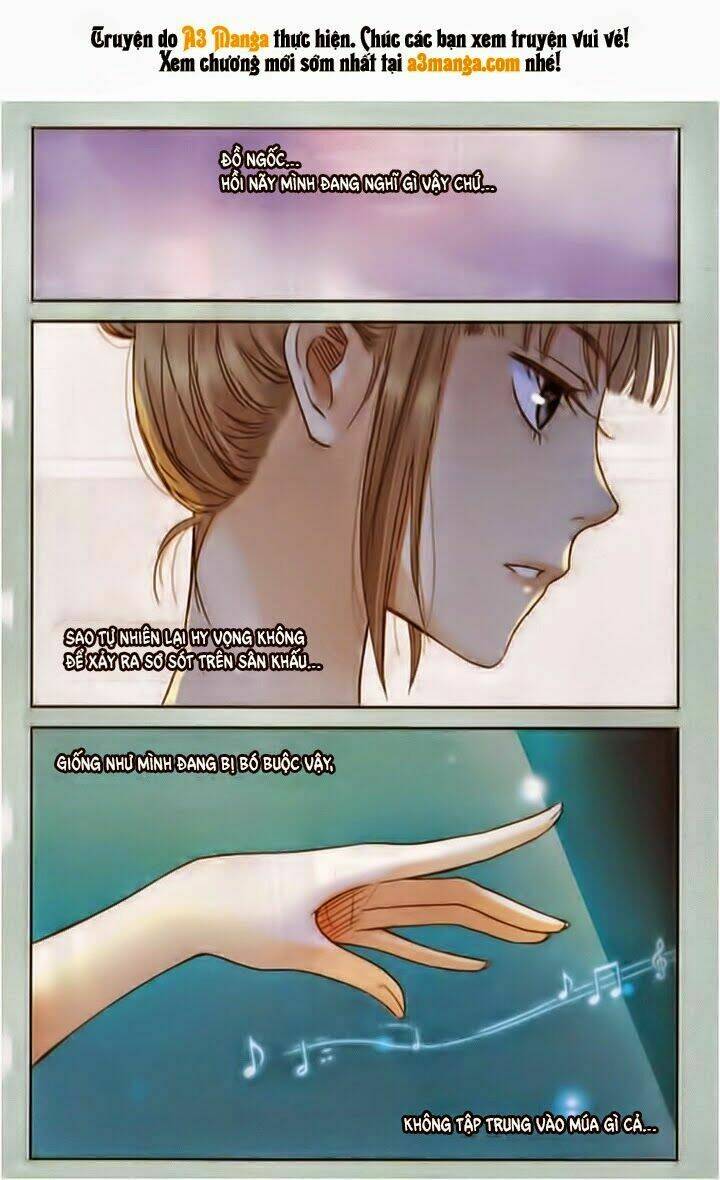 Truyện do A3 Manga thực hiện. Chúc các bạn xem truyện vui vẻ!
Xem chương mới sớm nhất tại a3manga.com nhé!
ĐỒ NGỐC...
HỒI NÃY MÌNH ĐANG NGHĨ GÌ VẬY CHỨ...
SAO TỰ NHIÊN LẠI HY VỌNG KHÔNG
ĐỂ XẢY RA SƠ SÓT TRÊN SÂN KHẤU...
GIỐNG NHƯ MÌNH ĐANG BỊ BÓ BUỘC VẬY,
KHÔNG TẬP TRUNG VÀO MÚA GÌ CẢ...